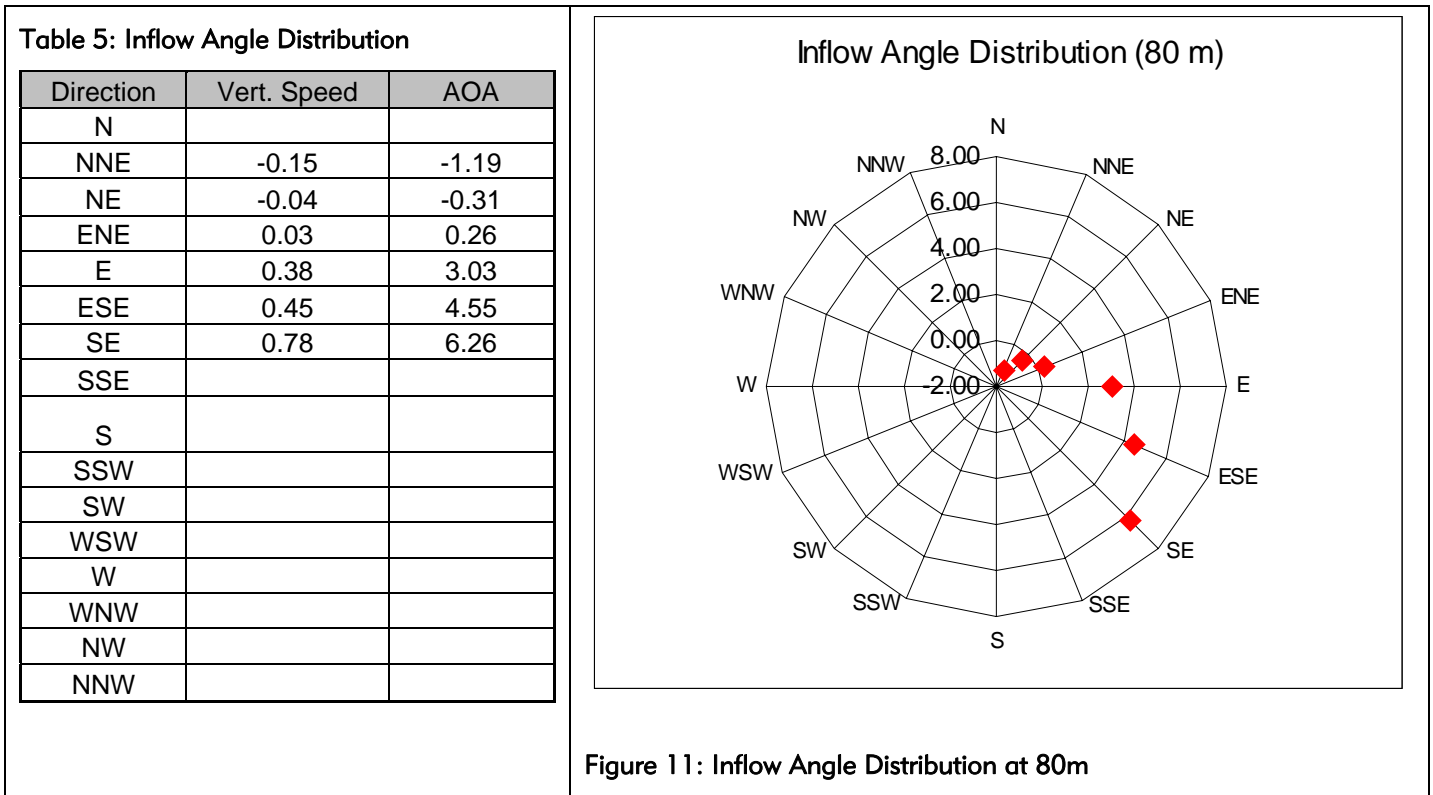 Table 5: Inflow Angle Distribution
Direction Vert. Speed AOA
N
NNE -0.15 -1.19
NE -0.04 -0.31
ENE 0.03 0.26
E 0.38 3.03
ESE 0.45 4.55
SE 0.78 6.26
SSE
S
SSW
SW
WSW
W
WNW
NW
NNW
Inflow Angle Distribution (80 m)
N
NNW 8.00 NNE
6.00
NW NE
4.00
WNW 2.00 ENE
0.00
W -2.00 E
WSW ESE
SW SE
SSW SSE
S
Figure 11: Inflow Angle Distribution at 80m